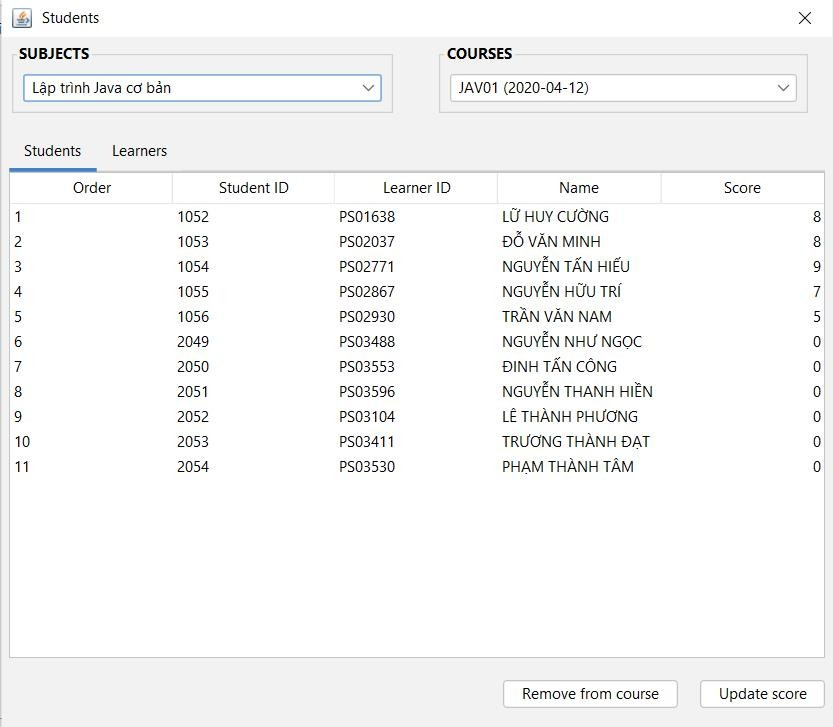 Students
SUBJECTS COURSES
Lập trình Java cơ bản JAV01 (2020-04-12)
Students Learners
Order Student ID Learner ID Name Score
1 1052 PS01638 LỮ HUY CƯỜNG 8
2 1053 PS02037 ĐỖ VĂN MINH 8
3 1054 PS02771 NGUYỄN TẤN HIẾU 9
4 1055 PS02867 NGUYỄN HỮU TRÍ 7
5 1056 PS02930 TRẦN VĂN NAM 5
6 2049 PS03488 NGUYỄN NHƯ NGỌC 0
7 2050 PS03553 ĐINH TẤN CÔNG 0
8 2051 PS03596 NGUYỄN THANH HIỀN 0
9 2052 PS03104 LÊ THÀNH PHƯƠNG 0
10 2053 PS03411 TRƯƠNG THÀNH ĐẠT 0
11 2054 PS03530 PHẠM THÀNH TÂM 0
Remove from course Update score